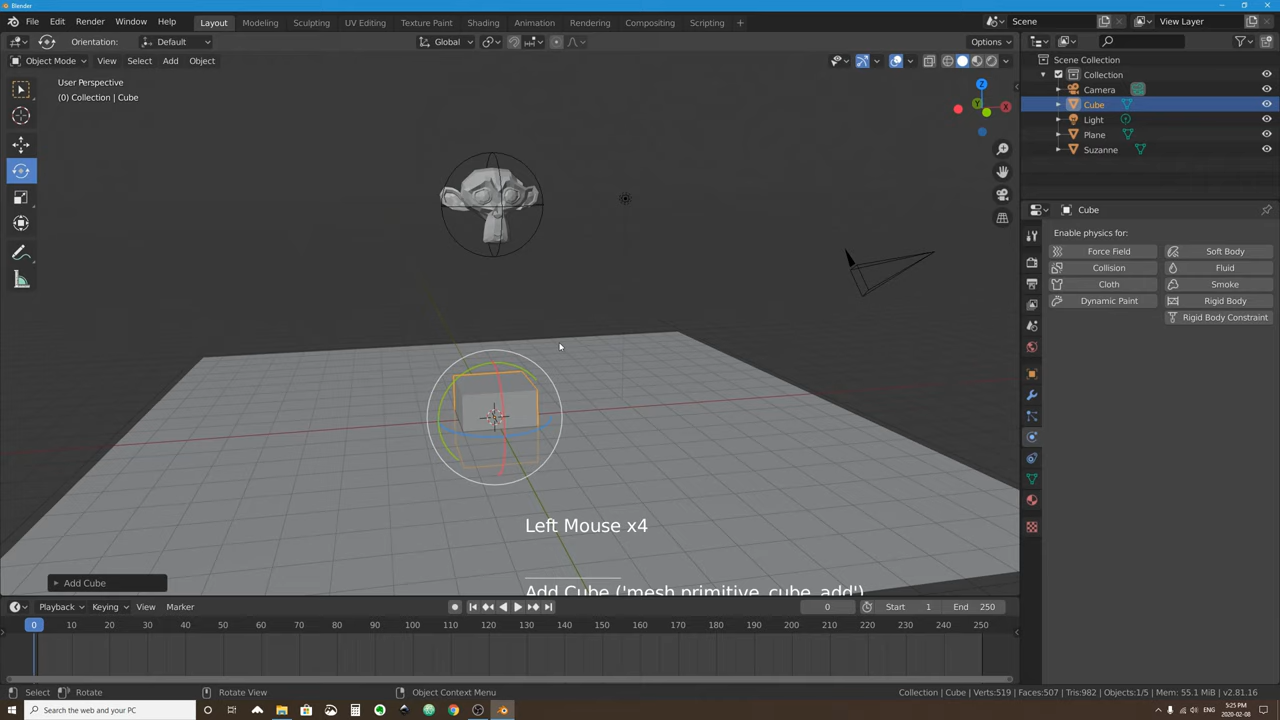 Blender
File Edit Render Window Help Layout Modeling Sculpting UV Editing Texture Paint Shading Animation Rendering Compositing Scripting + Scene View Layer
Orientation: Default Global Options
Object Mode View Select Add Object
User Perspective
(0) Collection | Cube
Z
Y
X
Scene Collection
Collection
Camera
Cube
Light
Plane
Suzanne
Cube
Enable physics for:
Force Field Soft Body
Collision Fluid
Cloth Smoke
Dynamic Paint Rigid Body
Rigid Body Constraint
Left Mouse x4
Add Cube ('mesh.primitive_cube_add')
Add Cube
Playback Keying View Marker 0 Start 1 End 250
0 10 20 30 40 50 60 70 80 90 100 110 120 130 140 150 160 170 180 190 200 210 220 230 240 250
Select Rotate Rotate View Object Context Menu Collection | Cube | Verts:519 | Faces:507 | Tris:982 | Objects:1/5 | Mem: 55.1 MiB | v2.81.16
Search the web and your PC
5:25 PM
2020-02-08